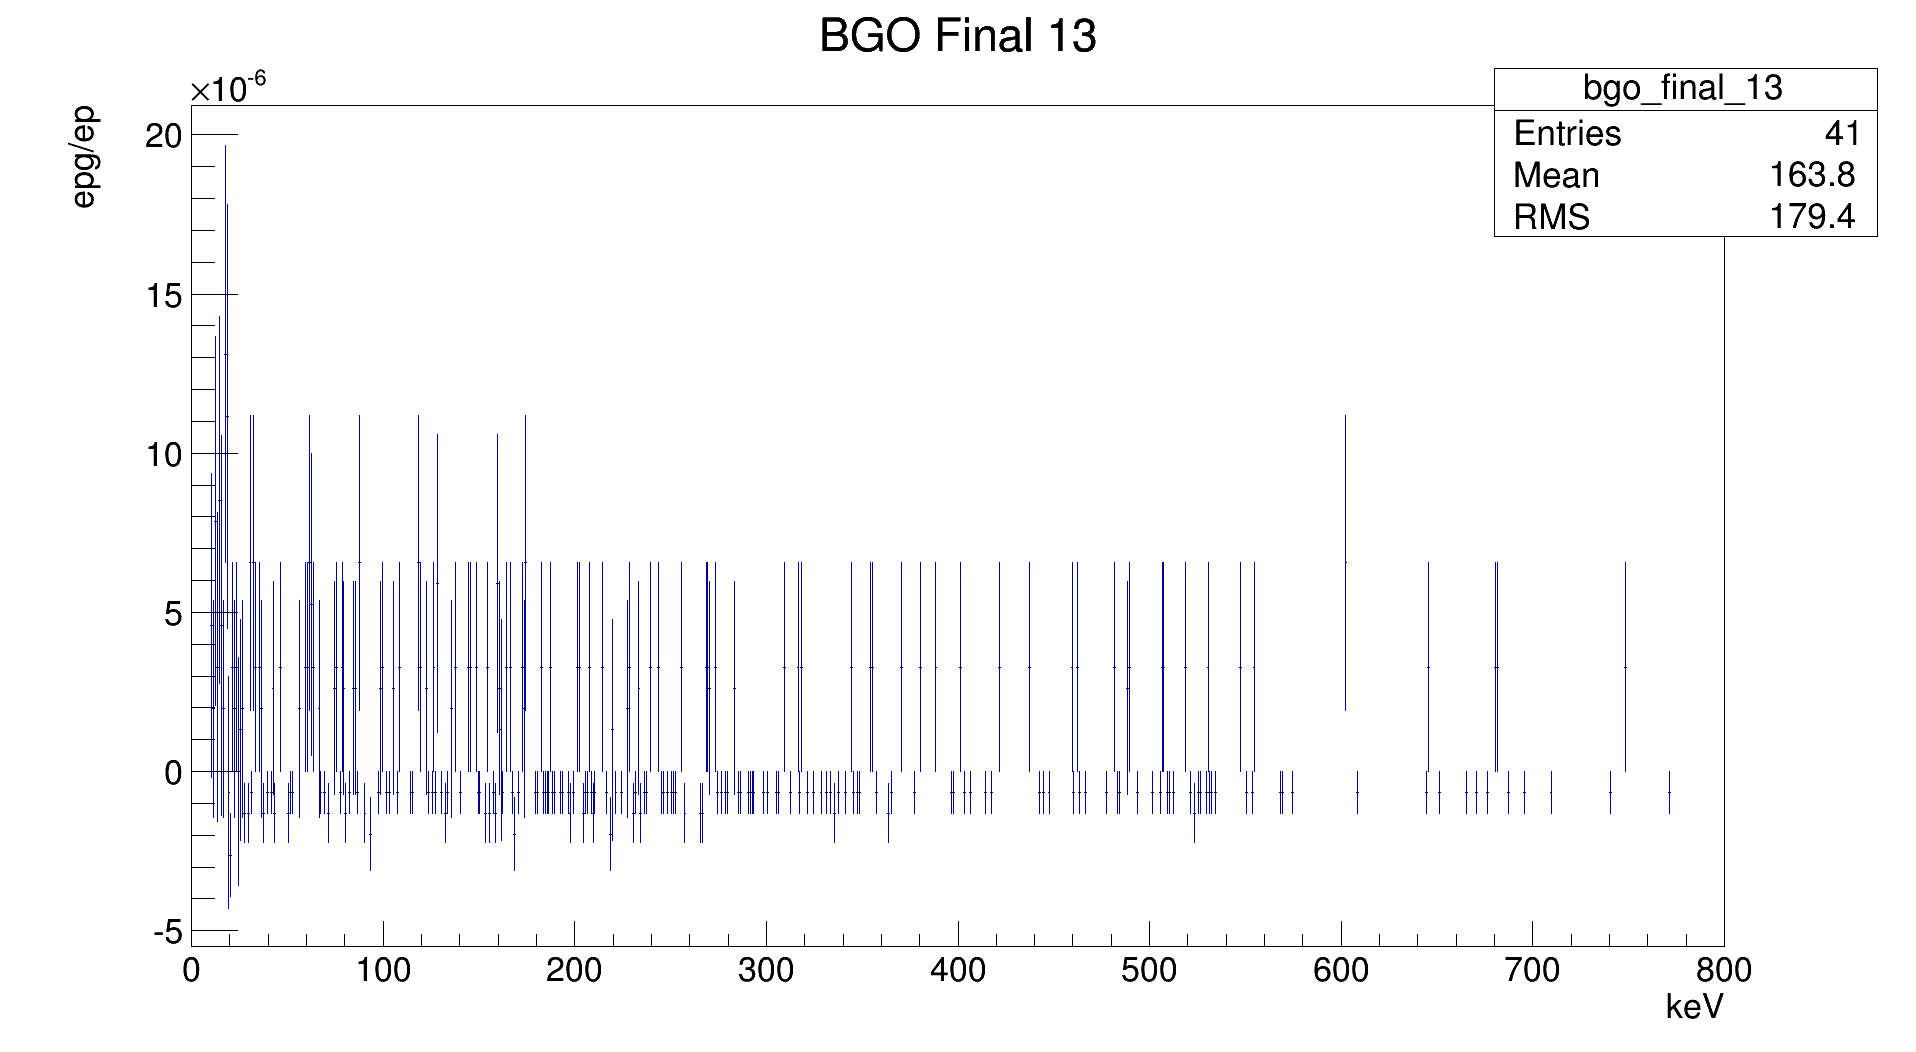 BGO Final 13
×10-6
epg/ep
bgo_final_13
Entries 41
Mean 163.8
RMS 179.4
20
15
10
5
0
-5
0 100 200 300 400 500 600 700 800
keV